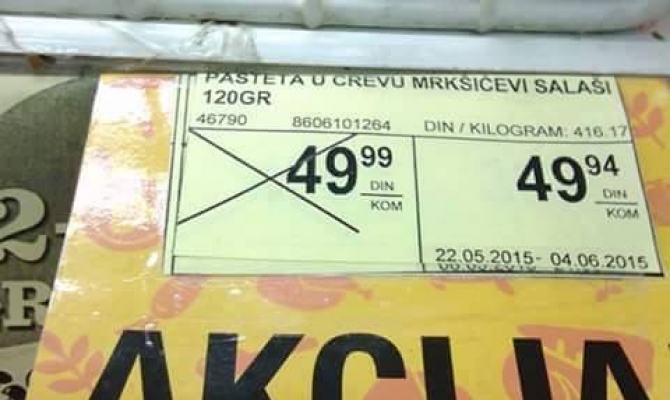 PAŠTETA U CREVU MRKŠIĆEVI SALAŠI
120GR
46790 8606101264 DIN / KILOGRAM: 416.17
49 99 DIN KOM
49 94 DIN KOM
22.05.2015- 04.06.2015
AKCIJA